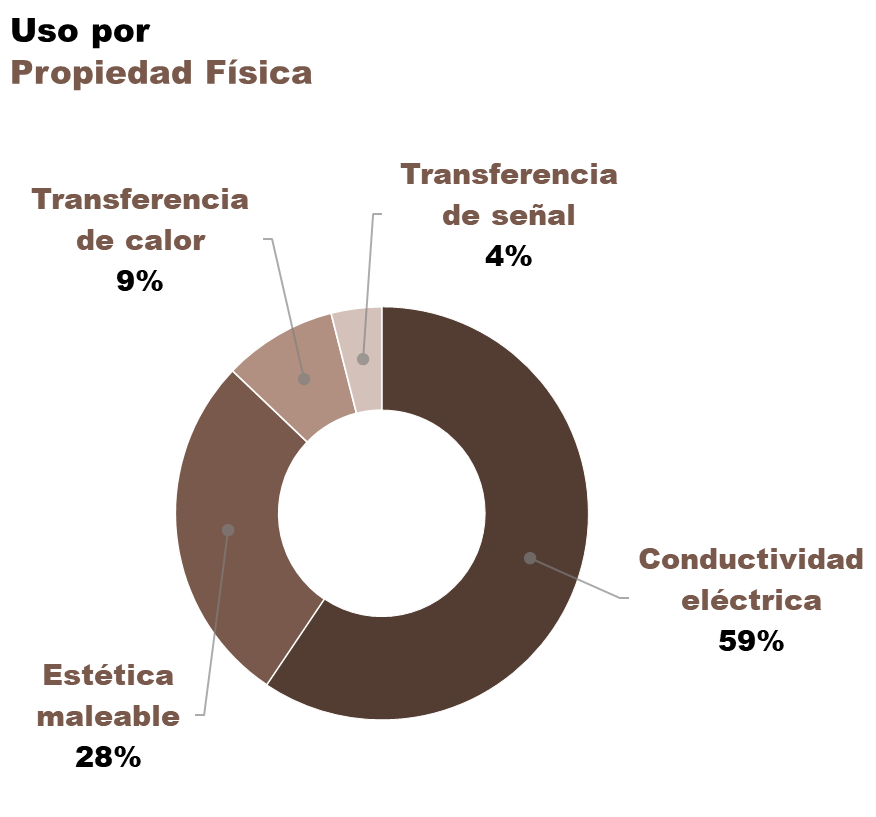 Uso por
Propiedad Física
Transferencia
de señal
4%
Transferencia
de calor
9%
Conductividad
eléctrica
59%
Estética
maleable
28%